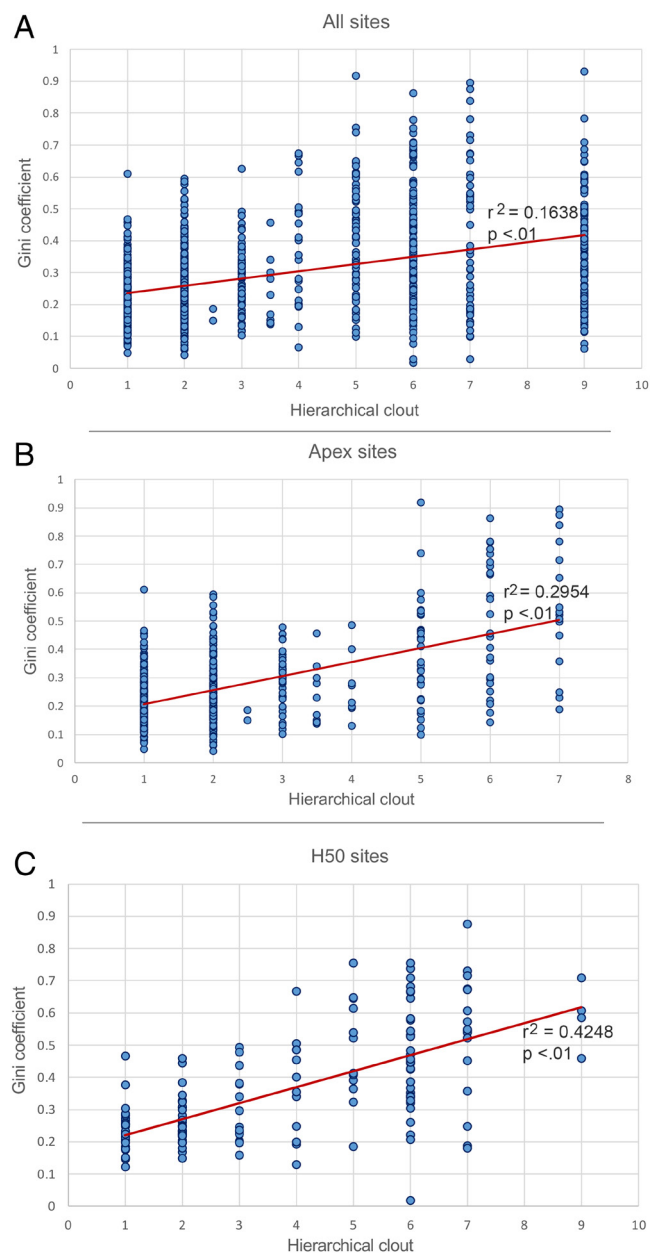 A
All sites
1
0.9
0.8
0.7
0.6
0.5
0.4
0.3
0.2
0.1
0
Gini coefficient
r 2 = 0.1638
p <.01
0 1 2 3 4 5 6 7 8 9 10
Hierarchical clout
B
Apex sites
1
0.9
0.8
0.7
0.6
0.5
0.4
0.3
0.2
0.1
0
Gini coefficient
r2 = 0.2954
p <.01
0 1 2 3 4 5 6 7 8
Hierarchical clout
C
H50 sites
1
0.9
0.8
0.7
0.6
0.5
0.4
0.3
0.2
0.1
0
Gini coefficient
r2 = 0.4248
p <.01
0 1 2 3 4 5 6 7 8 9 10
Hierarchical clout